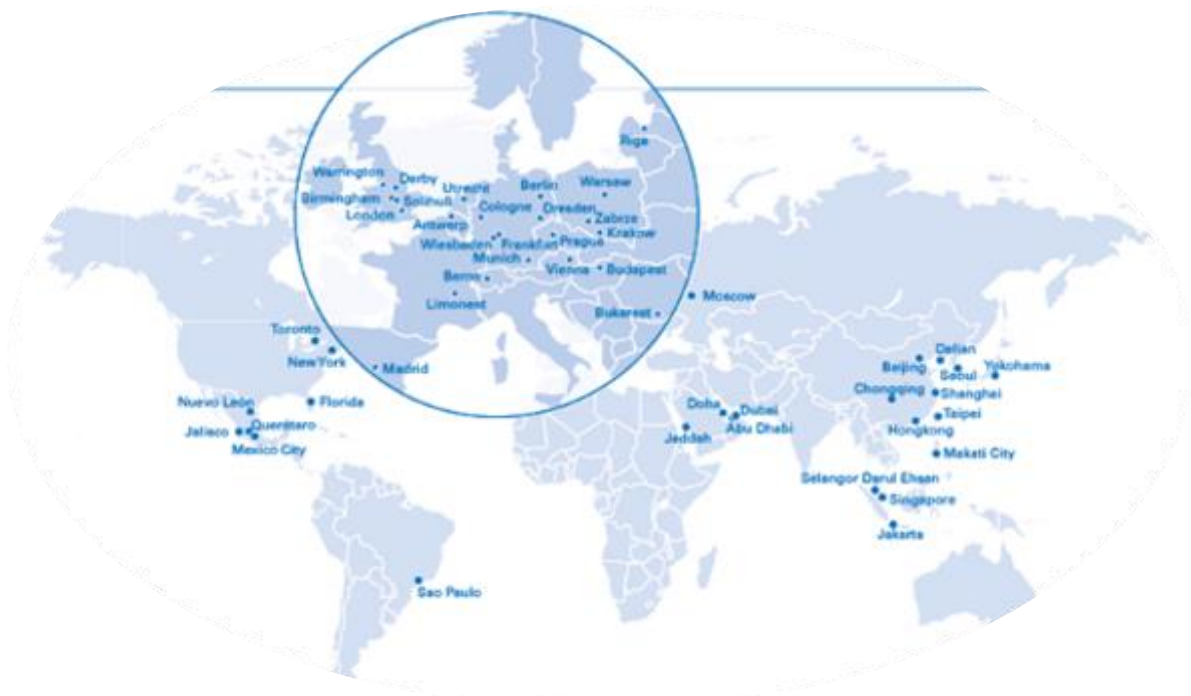 Riga
Warrington
Derby
Utrecht
Berlin
Warsaw
Birmingham
Solihull
Cologne
Dresden
London
Antwerp
Zabrze
Krakow
Wiesbaden
Frankfurt
Prague
Munich
Vienna
Budapest
Berne
Limonest
Moscow
Bukarest
Toronto
New York
Madrid
Dalian
Beijing
Seoul
Yokohama
Chongqing
Shanghai
Nuevo León
Florida
Doha
Dubai
Taipei
Jalisco
Querétaro
Abu Dhabi
Hongkong
Mexico City
Jeddah
Makati City
Selangor Darul Ehsan
Singapore
Jakarta
Sao Paulo